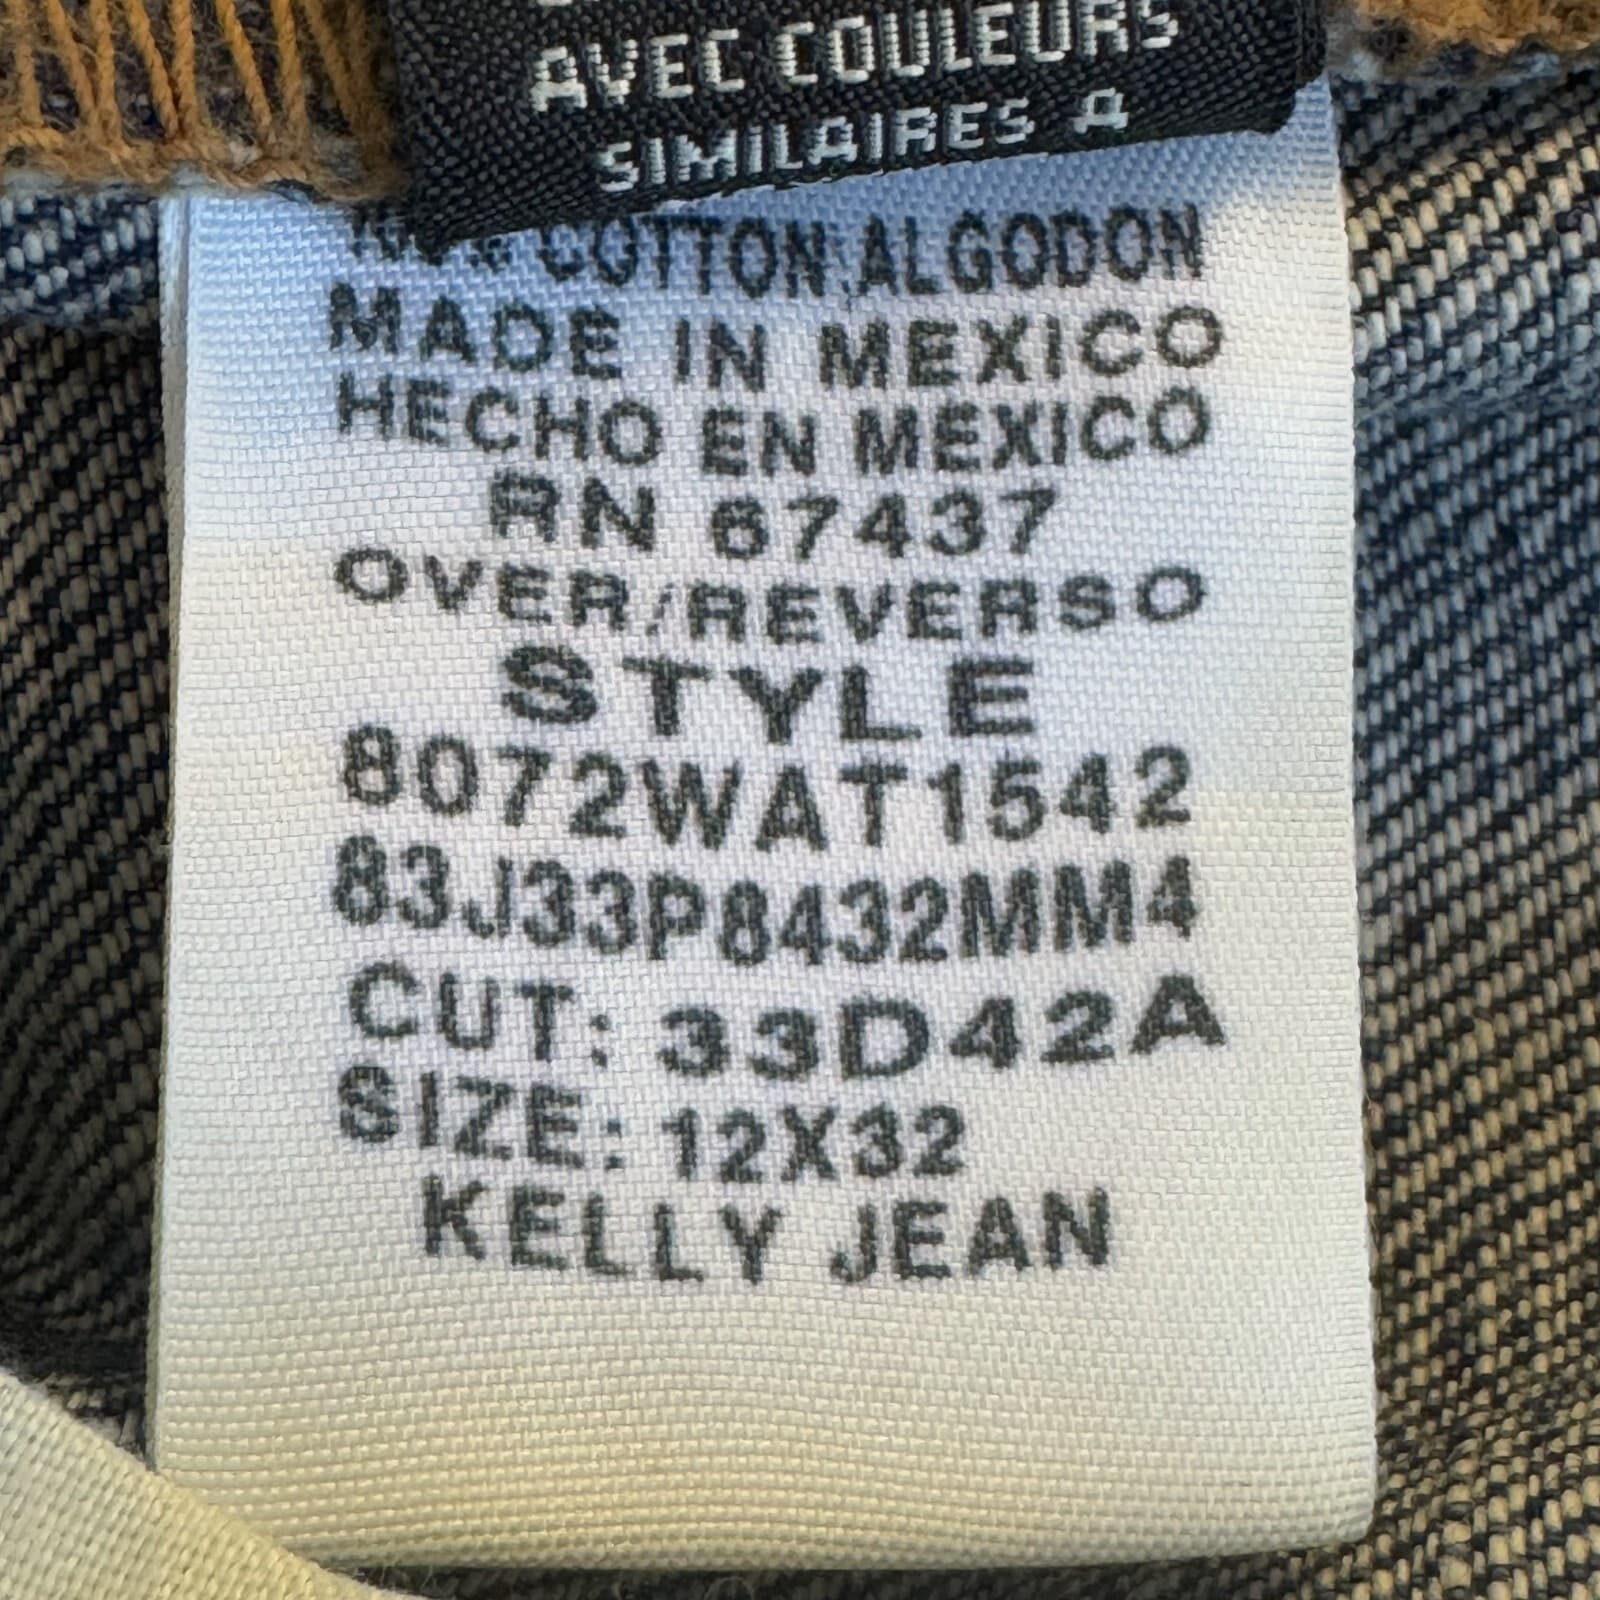 AVEC COULEURS
SIMILAIRES A
100% COTTON ALGODON
MADE IN MEXICO
HECHO EN MEXICO
RN 67437
OVER/REVERSO
STYLE
8072WAT1542
83J33P8432MM4
CUT: 33D42A
SIZE: 12X32
KELLY JEAN